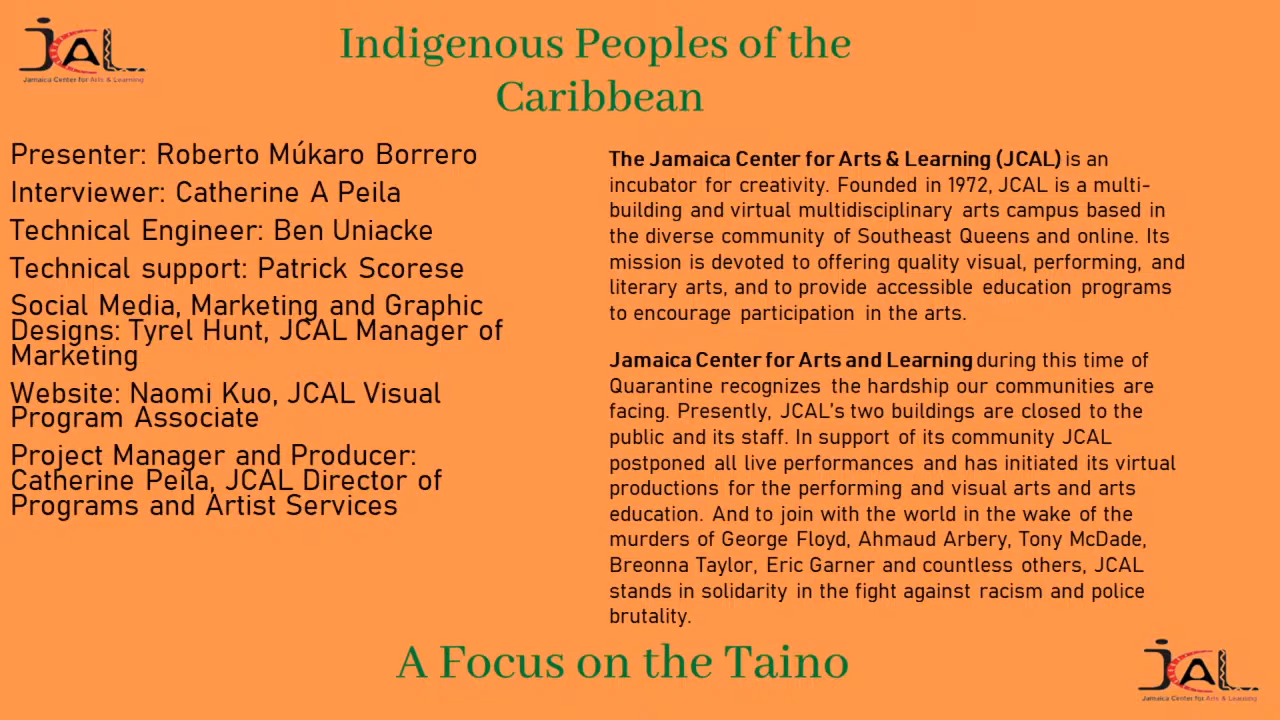 JCAL
Jamaica Center for Arts & Learning
Indigenous Peoples of the
Caribbean
Presenter: Roberto Múkaro Borrero
Interviewer: Catherine A Peila
Technical Engineer: Ben Uniacke
Technical support: Patrick Scorese
Social Media, Marketing and Graphic
Designs: Tyrel Hunt, JCAL Manager of
Marketing
Website: Naomi Kuo, JCAL Visual
Program Associate
Project Manager and Producer:
Catherine Peila, JCAL Director of
Programs and Artist Services
The Jamaica Center for Arts & Learning (JCAL) is an
incubator for creativity. Founded in 1972, JCAL is a multi-
building and virtual multidisciplinary arts campus based in
the diverse community of Southeast Queens and online. Its
mission is devoted to offering quality visual, performing, and
literary arts, and to provide accessible education programs
to encourage participation in the arts.
Jamaica Center for Arts and Learning during this time of
Quarantine recognizes the hardship our communities are
facing. Presently, JCAL's two buildings are closed to the
public and its staff. In support of its community JCAL
postponed all live performances and has initiated its virtual
productions for the performing and visual arts and arts
education. And to join with the world in the wake of the
murders of George Floyd, Ahmaud Arbery, Tony McDade,
Breonna Taylor, Eric Garner and countless others, JCAL
stands in solidarity in the fight against racism and police
brutality.
A Focus on the Taino
JCAL
Jamaica Center for Arts & Learning